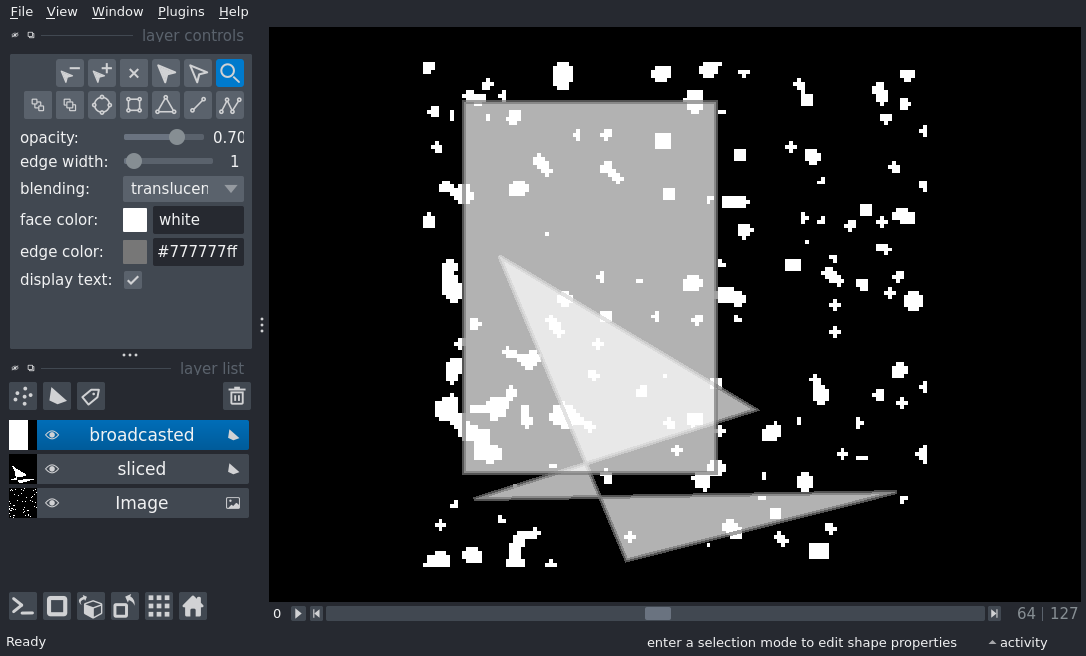 File View Window Plugins Help
layer controls
opacity: 0.70
edge width: 1
blending: translucen
face color: white
edge color: #777777ff
display text:
layer list
broadcasted
sliced
Image
0 64 | 127
Ready enter a selection mode to edit shape properties activity